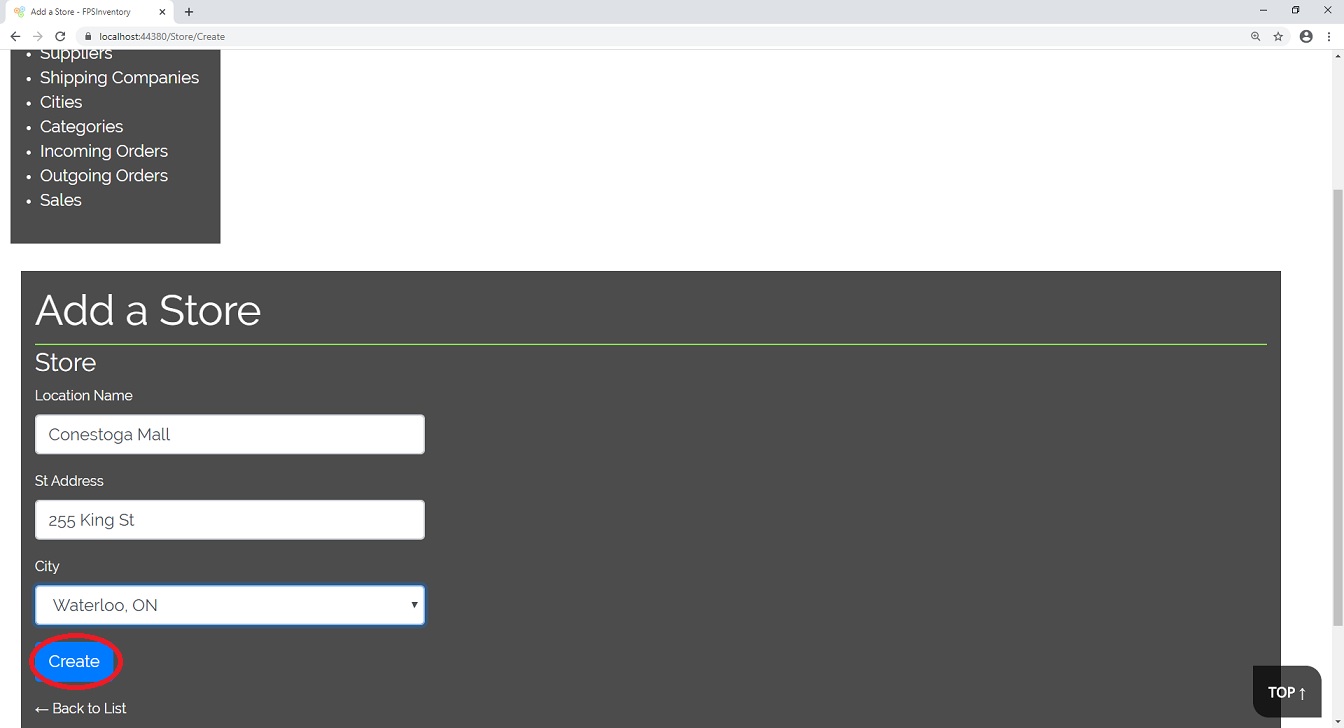 Add a Store - FPSInventory
localhost:44380/Store/Create
Suppliers
Shipping Companies
Cities
Categories
Incoming Orders
Outgoing Orders
Sales
Add a Store
Store
Location Name
Conestoga Mall
St Address
255 King St
City
Waterloo, ON
Create
← Back to List
TOP ↑